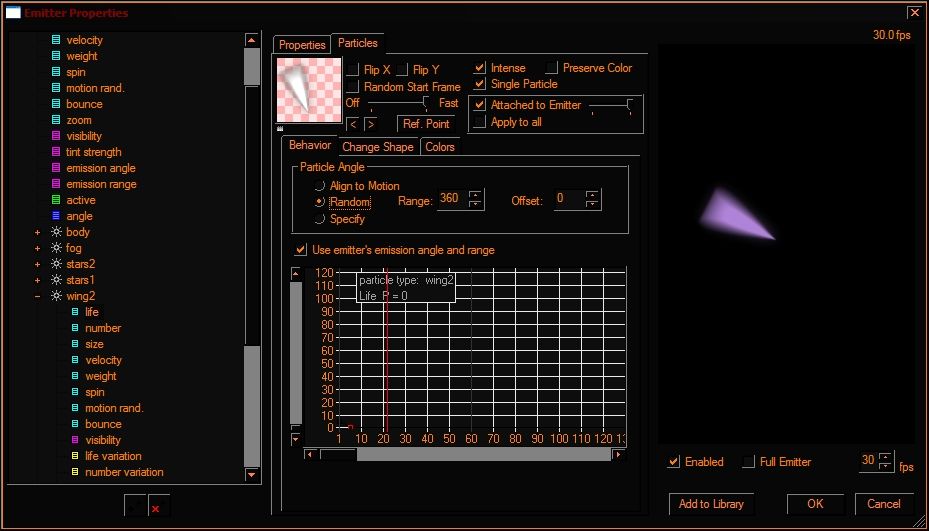 Emitter Properties
30.0 fps
velocity
weight
spin
motion rand.
bounce
zoom
visibility
tint strength
emission angle
emission range
active
angle
body
fog
stars2
stars1
wing2
life
number
size
velocity
weight
spin
motion rand.
bounce
visibility
life variation
number variation
Properties
Particles
Flip X
Flip Y
Random Start Frame
Off
Fast
<
>
Ref. Point
Intense
Preserve Color
Single Particle
Attached to Emitter
Apply to all
Behavior
Change Shape
Colors
Particle Angle
Align to Motion
Random
Specify
Range:
360
Offset:
0
Use emitter's emission angle and range
particle type: wing2
Life P = 0
120
110
100
90
80
70
60
50
40
30
20
10
0
1 10 20 30 40 50 60 70 80 90 100 110 120
Enabled
Full Emitter
30
fps
Add to Library
OK
Cancel